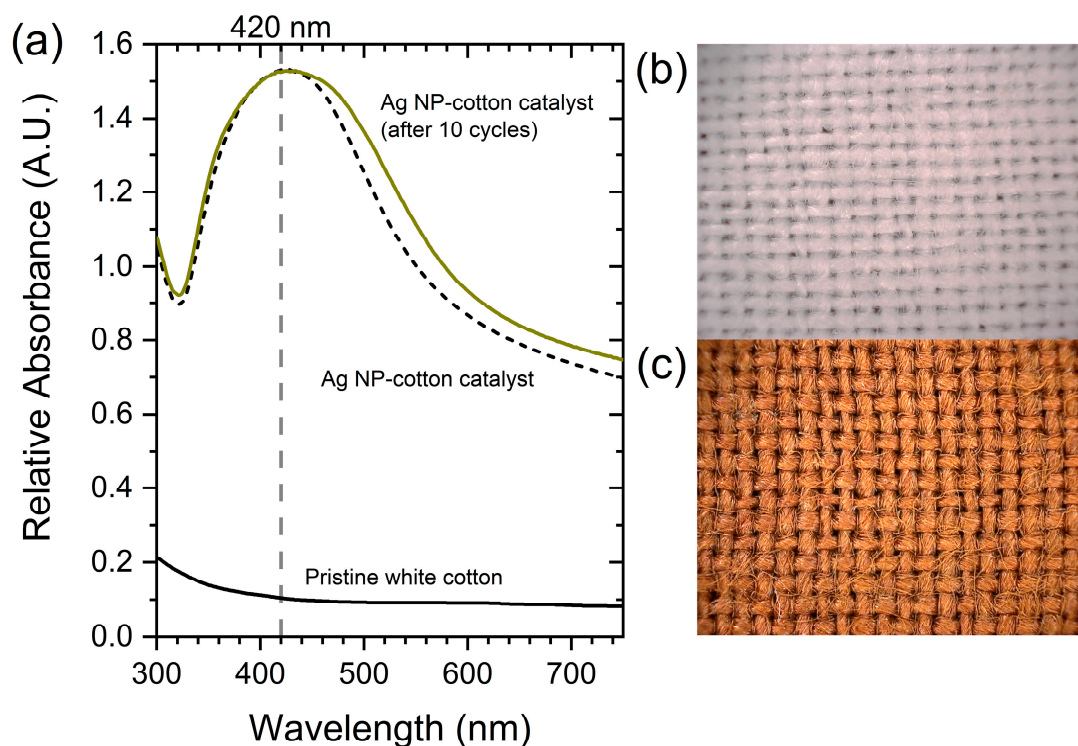 (a)
420 nm
(b)
1.6
1.4
1.2
1.0
0.8
0.6
0.4
0.2
0.0
Relative Absorbance (A.U.)
Ag NP-cotton catalyst
(after 10 cycles)
Ag NP-cotton catalyst
Pristine white cotton
(c)
300
400
500
600
700
Wavelength (nm)